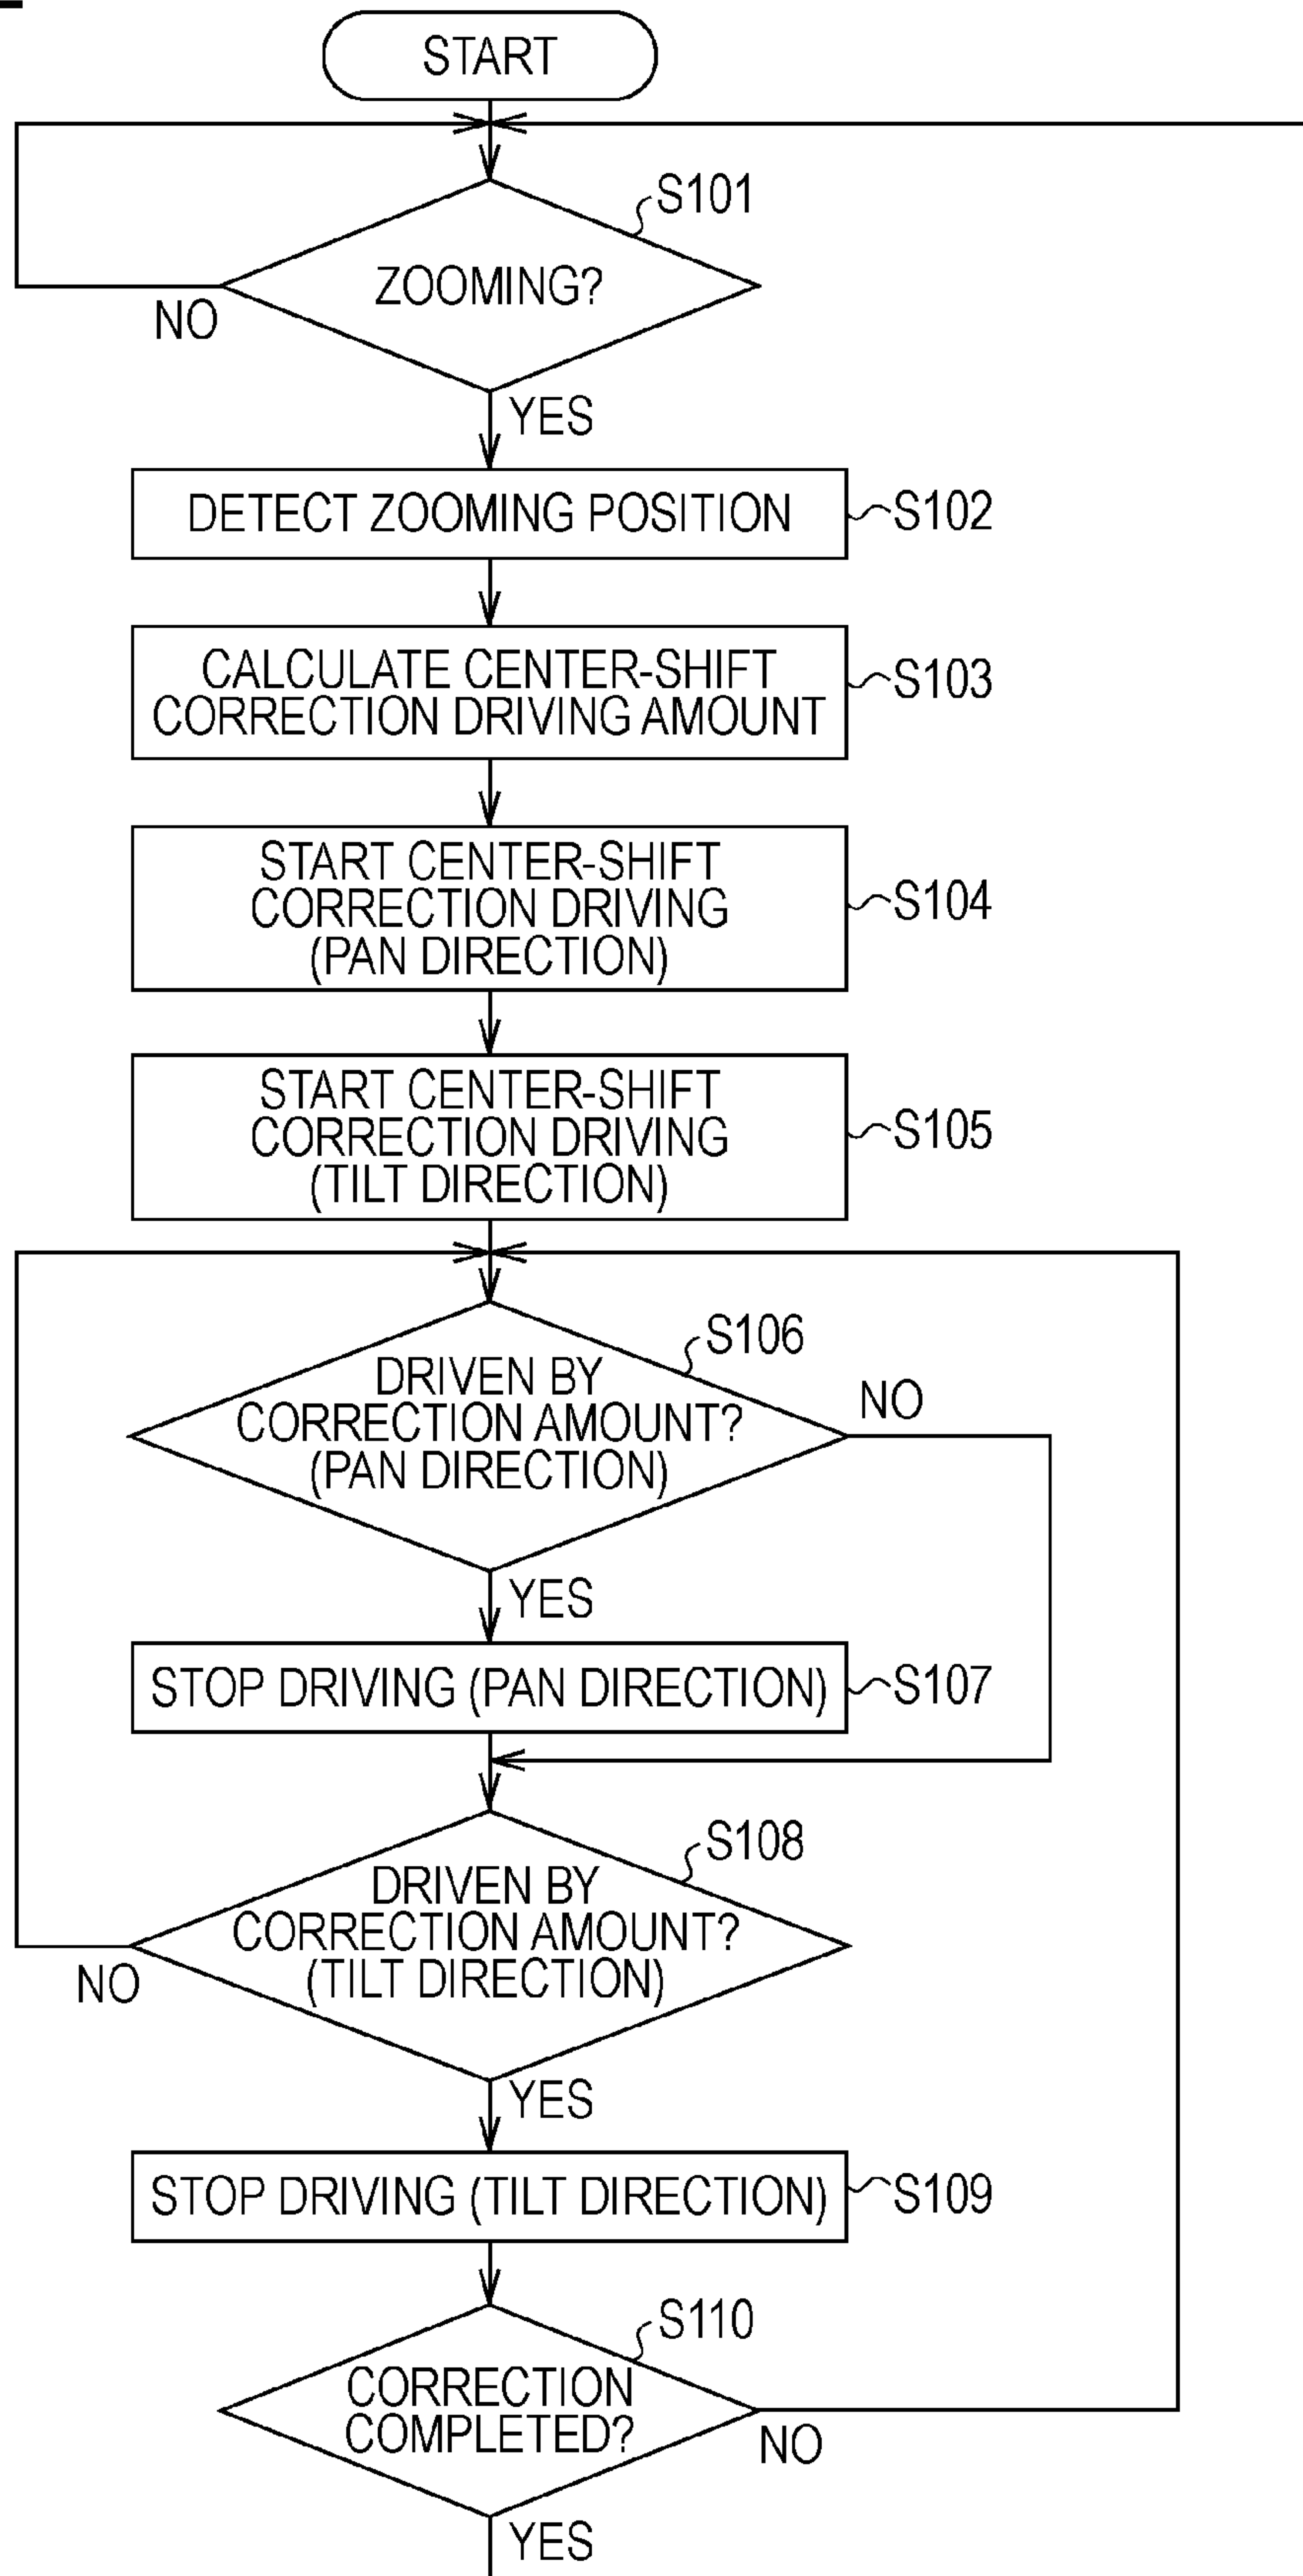 START
S101
ZOOMING?
NO
YES
DETECT ZOOMING POSITION
S102
CALCULATE CENTER-SHIFT
CORRECTION DRIVING AMOUNT
S103
START CENTER-SHIFT
CORRECTION DRIVING
(PAN DIRECTION)
S104
START CENTER-SHIFT
CORRECTION DRIVING
(TILT DIRECTION)
S105
S106
DRIVEN BY
CORRECTION AMOUNT?
(PAN DIRECTION)
NO
YES
STOP DRIVING (PAN DIRECTION)
S107
S108
DRIVEN BY
CORRECTION AMOUNT?
(TILT DIRECTION)
NO
YES
STOP DRIVING (TILT DIRECTION)
S109
S110
CORRECTION
COMPLETED?
NO
YES